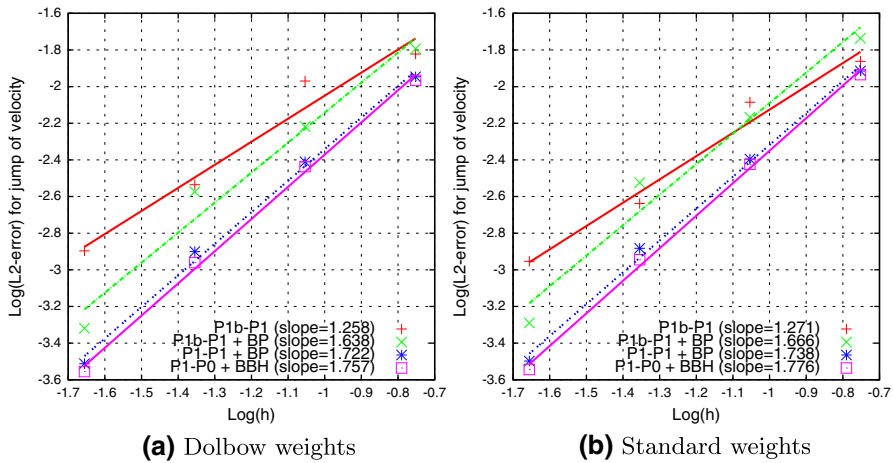 -1.6
-1.8
-2
-2.2
-2.4
-2.6
-2.8
-3
-3.2
-3.4
-3.6
-1.7 -1.6 -1.5 -1.4 -1.3 -1.2 -1.1 -1 -0.9 -0.8 -0.7
Log(L2-error) for jump of velocity
Log(h)
P1b-P1 (slope=1.258)
P1b-P1 + BP (slope=1.638)
P1-P1 + BP (slope=1.722)
P1-P0 + BBH (slope=1.757)
(a) Dolbow weights
-1.6
-1.8
-2
-2.2
-2.4
-2.6
-2.8
-3
-3.2
-3.4
-3.6
-1.7 -1.6 -1.5 -1.4 -1.3 -1.2 -1.1 -1 -0.9 -0.8 -0.7
Log(L2-error) for jump of velocity
Log(h)
P1b-P1 (slope=1.271)
P1b-P1 + BP (slope=1.666)
P1-P1 + BP (slope=1.738)
P1-P0 + BBH (slope=1.776)
(b) Standard weights